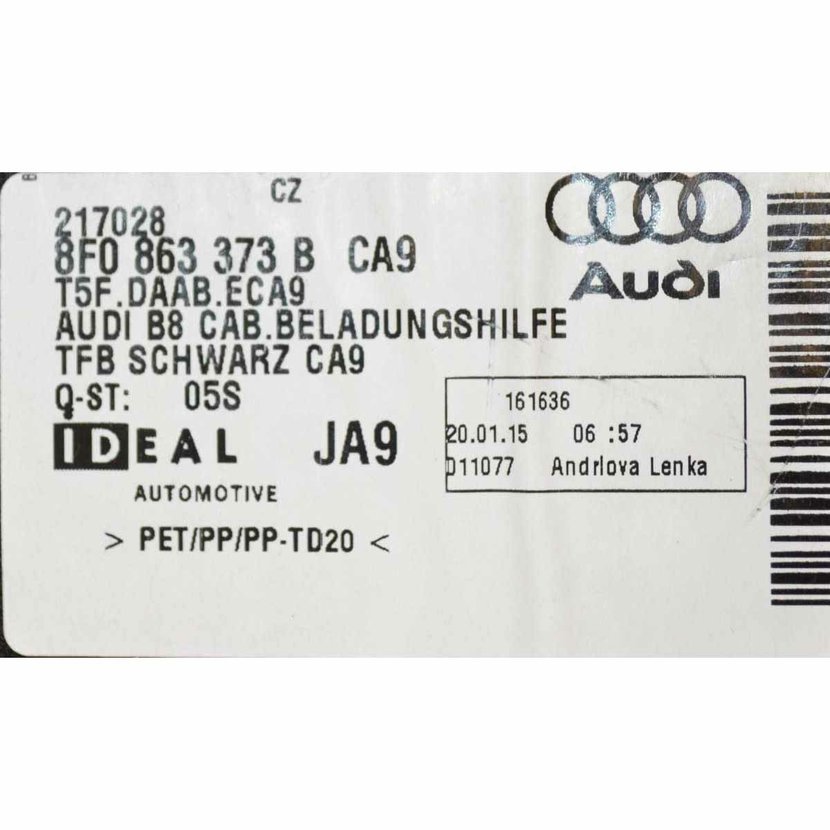 CZ
217028
8F0 863 373 B CA9
T5F.DAAB.ECA9
AUDI B8 CAB.BELADUNGSHILFE
TFB SCHWARZ CA9
Q-ST: 05S
IDEAL JA9
AUTOMOTIVE
> PET/PP/PP-TD20 <
Audi
161636
20.01.15 06 :57
D11077 Andrlova Lenka